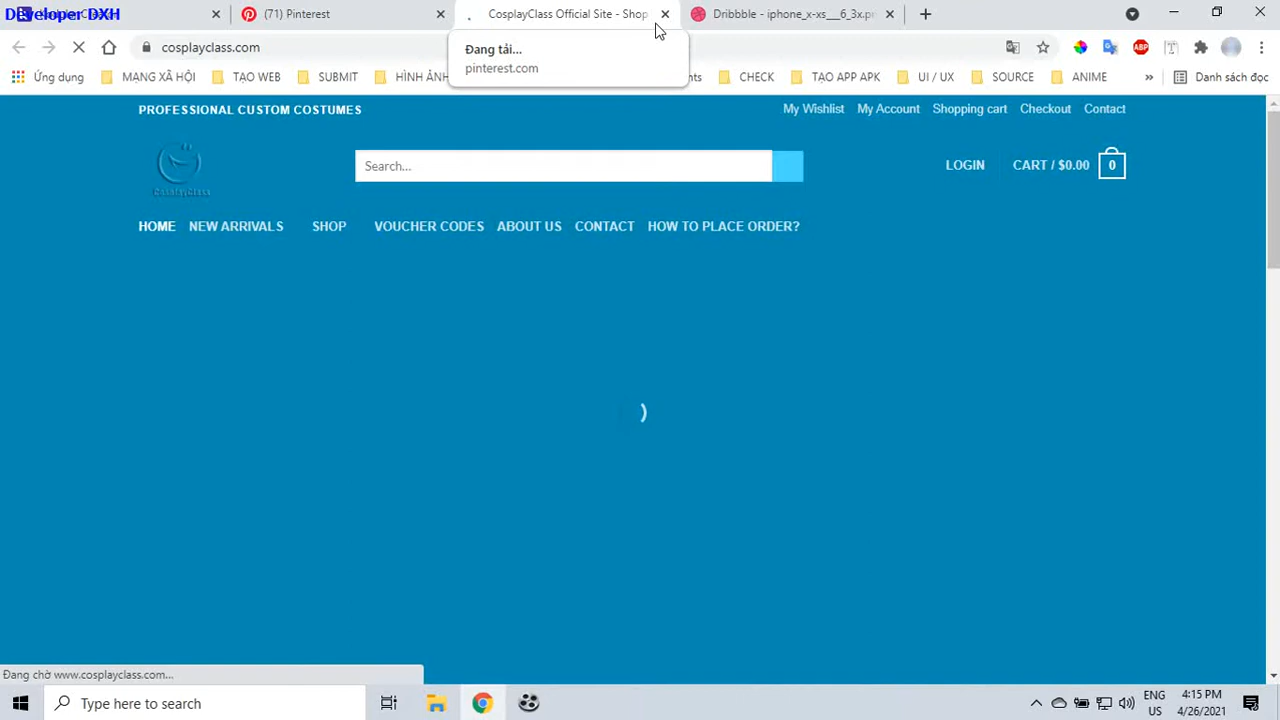 DEveloper DXH
(71) Pinterest
CosplayClass Official Site - Shop
Dribbble - iphone_x-xs___6_3x.pr
cosplayclass.com
Đang tải...
pinterest.com
Ứng dụng
MẠNG XÃ HỘI
TẠO WEB
SUBMIT
HÌNH ẢNH
nts
CHECK
TẠO APP APK
UI / UX
SOURCE
ANIME
»
Danh sách đọc
PROFESSIONAL CUSTOM COSTUMES
My Wishlist
My Account
Shopping cart
Checkout
Contact
CosplayClass
Search...
LOGIN
CART / $0.00
0
HOME
NEW ARRIVALS
SHOP
VOUCHER CODES
ABOUT US
CONTACT
HOW TO PLACE ORDER?
Đang chờ www.cosplayclass.com...
Type here to search
ENG
US
4:15 PM
4/26/2021